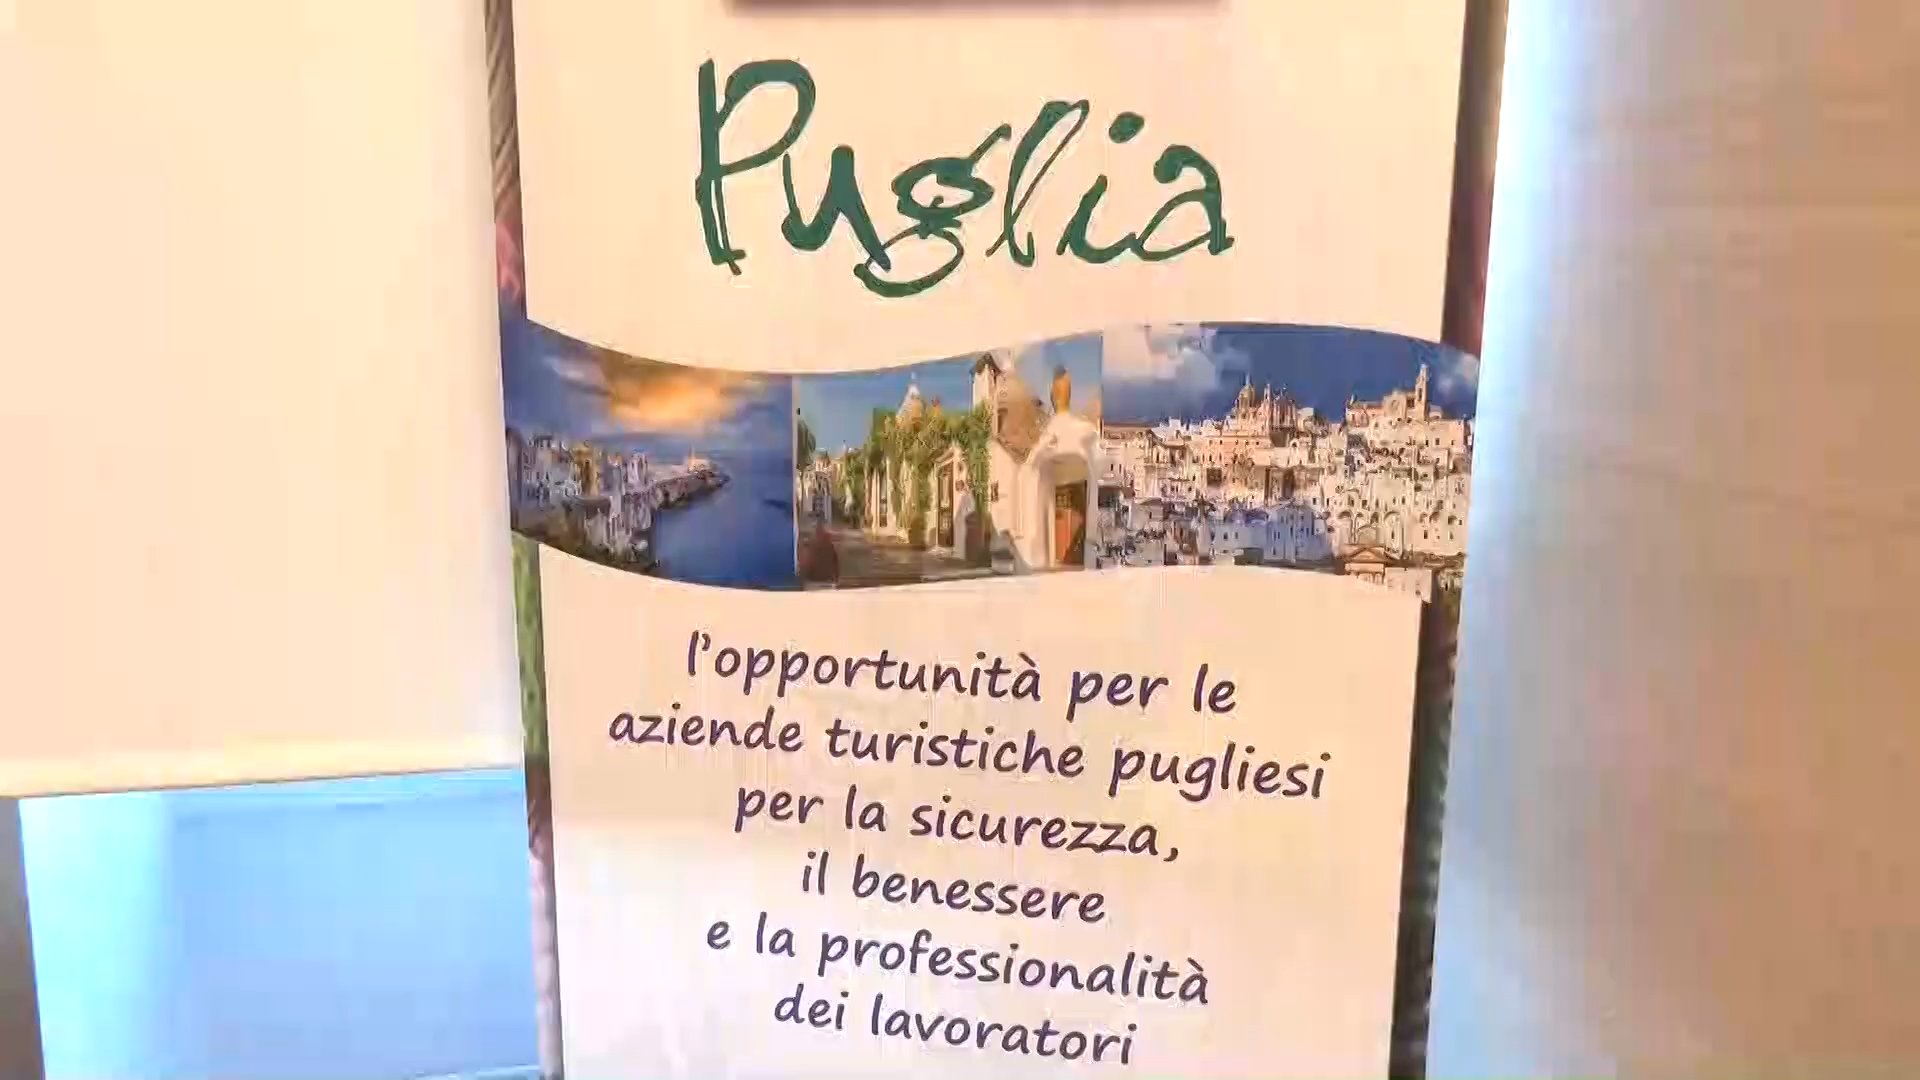 Puglia
l'opportunità per le
aziende turistiche pugliesi
per la sicurezza,
il benessere
e la professionalità
dei lavoratori